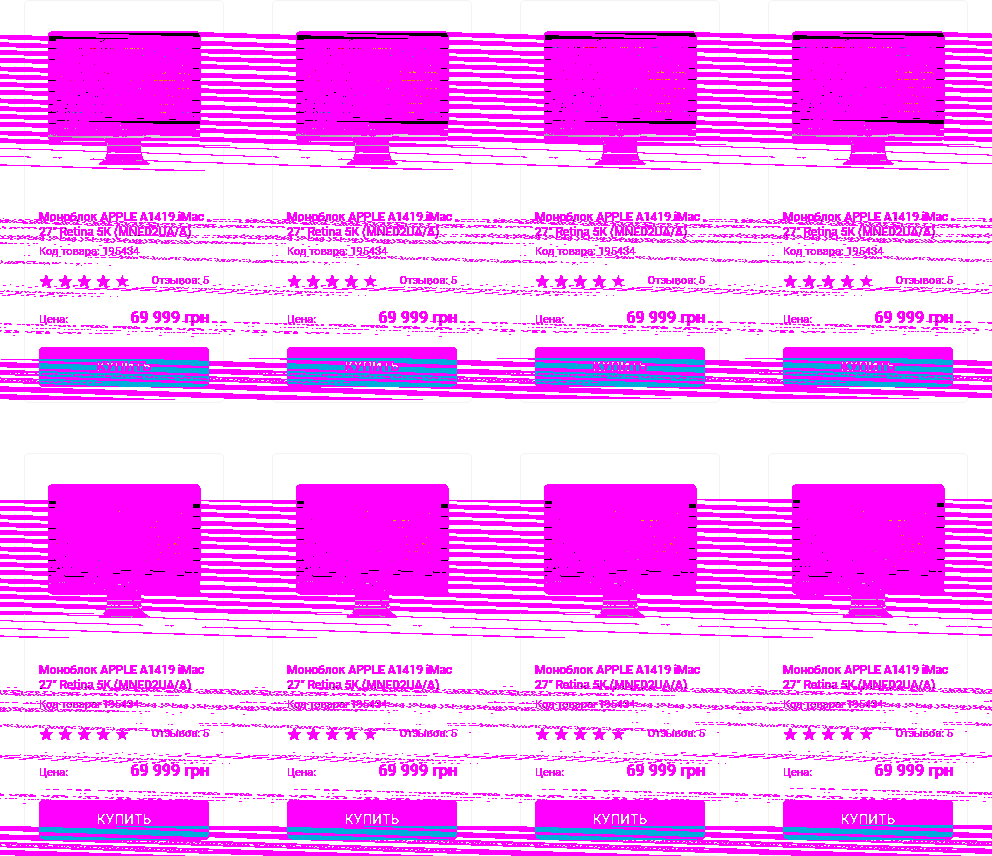 Моноблок APPLE A1419 iMac
27" Retina 5K (MNED2UA/A)
Код товара: 195434
Отзывов: 5
Цена: 69 999 грн
КУПИТЬ
Моноблок APPLE A1419 iMac
27" Retina 5K (MNED2UA/A)
Код товара: 195434
Отзывов: 5
Цена: 69 999 грн
КУПИТЬ
Моноблок APPLE A1419 iMac
27" Retina 5K (MNED2UA/A)
Код товара: 195434
Отзывов: 5
Цена: 69 999 грн
КУПИТЬ
Моноблок APPLE A1419 iMac
27" Retina 5K (MNED2UA/A)
Код товара: 195434
Отзывов: 5
Цена: 69 999 грн
КУПИТЬ
Моноблок APPLE A1419 iMac
27" Retina 5K (MNED2UA/A)
Код товара: 195434
Отзывов: 5
Цена: 69 999 грн
КУПИТЬ
Моноблок APPLE A1419 iMac
27" Retina 5K (MNED2UA/A)
Код товара: 195434
Отзывов: 5
Цена: 69 999 грн
КУПИТЬ
Моноблок APPLE A1419 iMac
27" Retina 5K (MNED2UA/A)
Код товара: 195434
Отзывов: 5
Цена: 69 999 грн
КУПИТЬ
Моноблок APPLE A1419 iMac
27" Retina 5K (MNED2UA/A)
Код товара: 195434
Отзывов: 5
Цена: 69 999 грн
КУПИТЬ